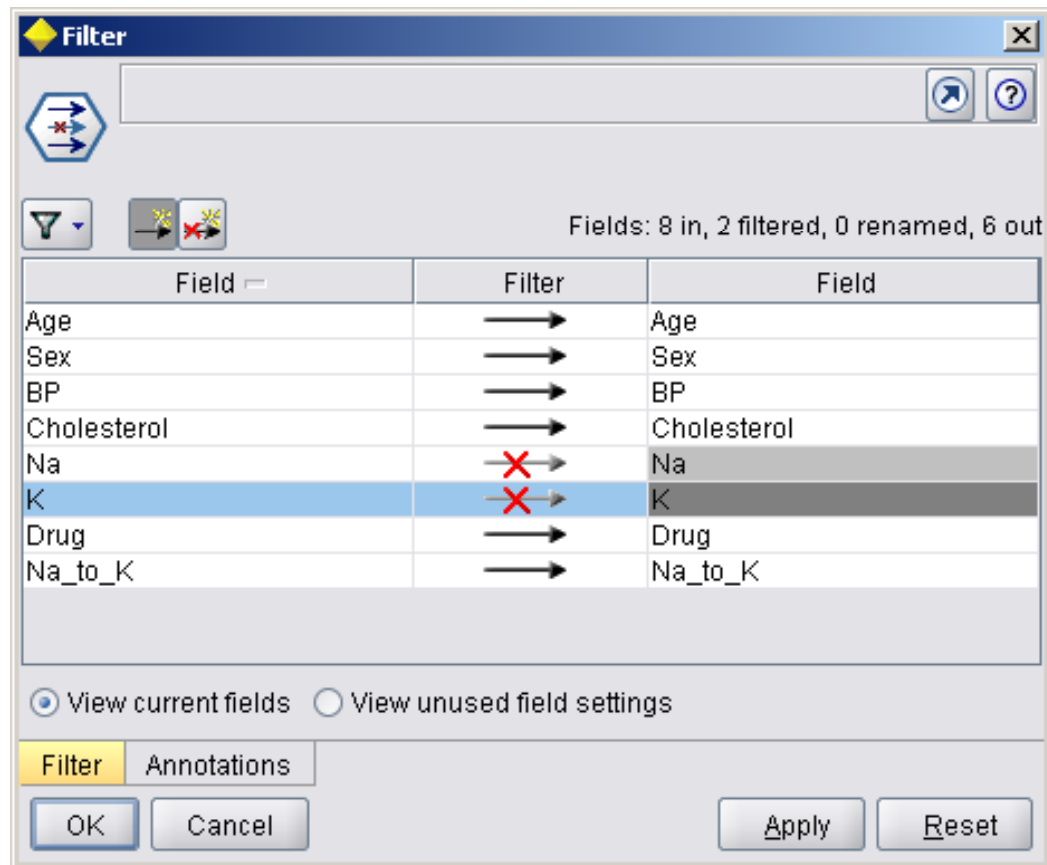 Filter
Fields: 8 in, 2 filtered, 0 renamed, 6 out
Field Filter Field
Age Age
Sex Sex
BP BP
Cholesterol Cholesterol
Na Na
K K
Drug Drug
Na_to_K Na_to_K
View current fields View unused field settings
Filter Annotations
OK Cancel Apply Reset